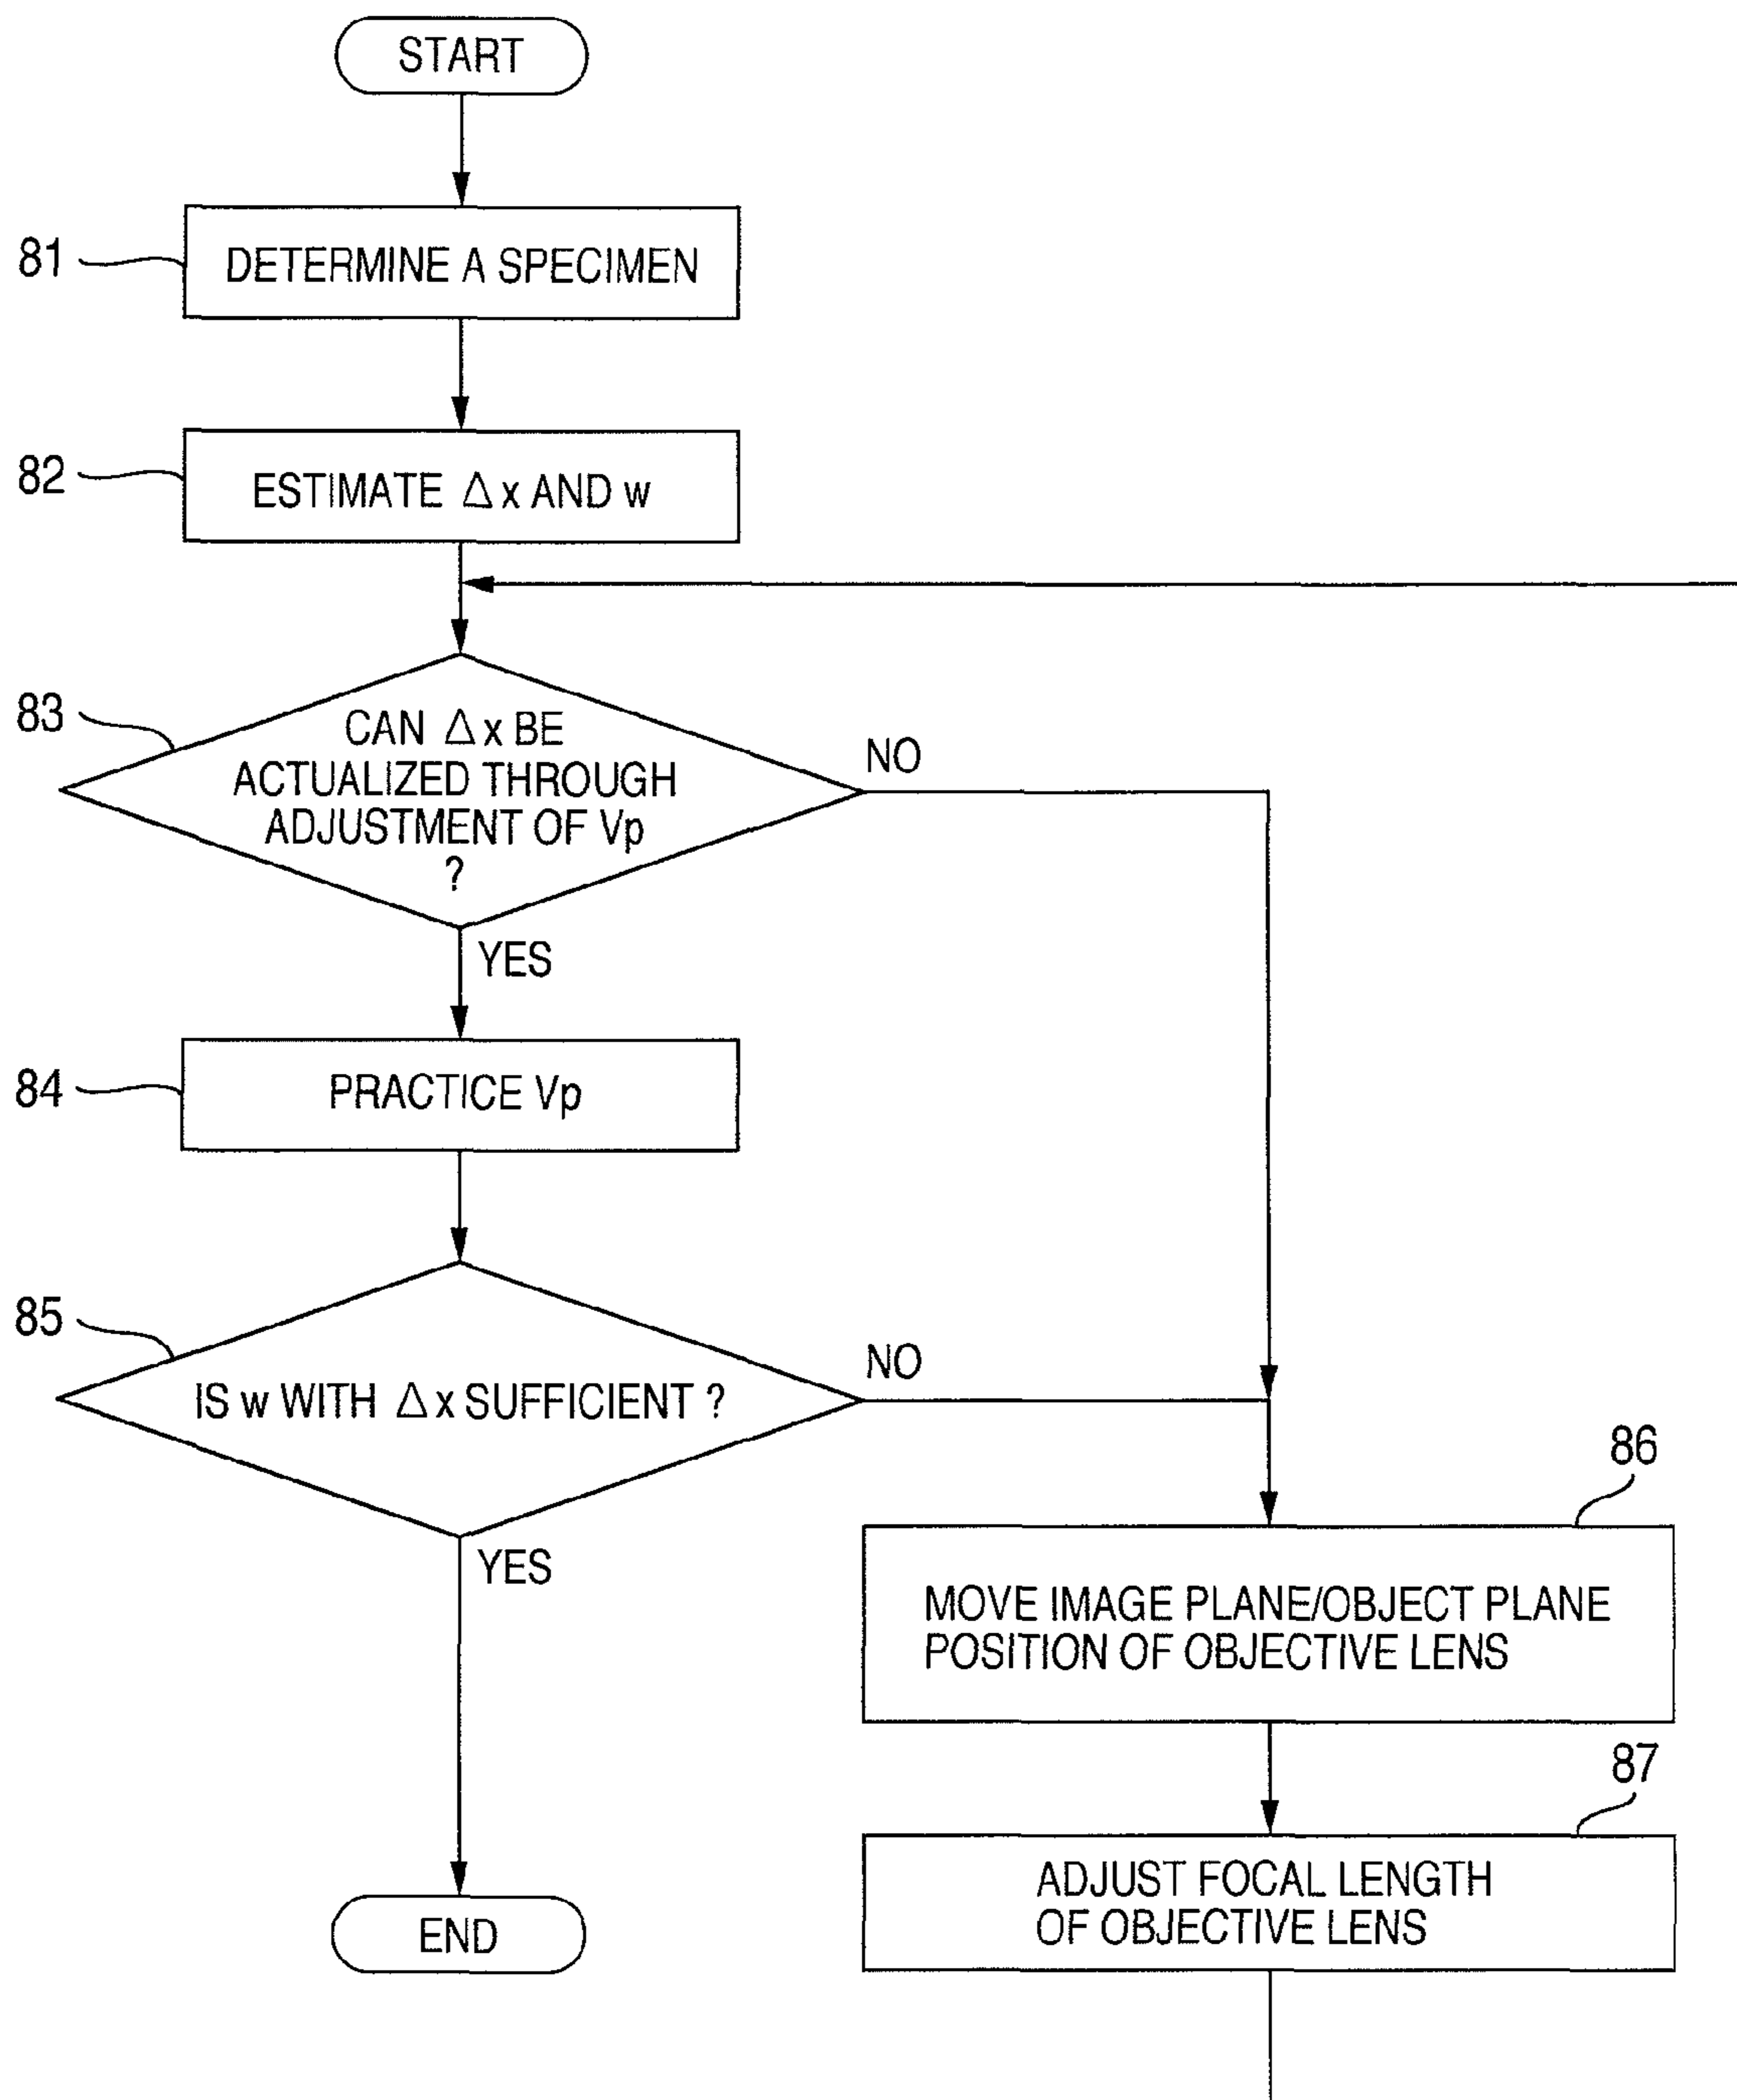 START
81
DETERMINE A SPECIMEN
82
ESTIMATE Δx AND w
83
CAN Δx BE
ACTUALIZED THROUGH
ADJUSTMENT OF Vp
?
NO
YES
84
PRACTICE Vp
85
IS w WITH Δx SUFFICIENT ?
NO
YES
86
MOVE IMAGE PLANE/OBJECT PLANE
POSITION OF OBJECTIVE LENS
87
ADJUST FOCAL LENGTH
OF OBJECTIVE LENS
END